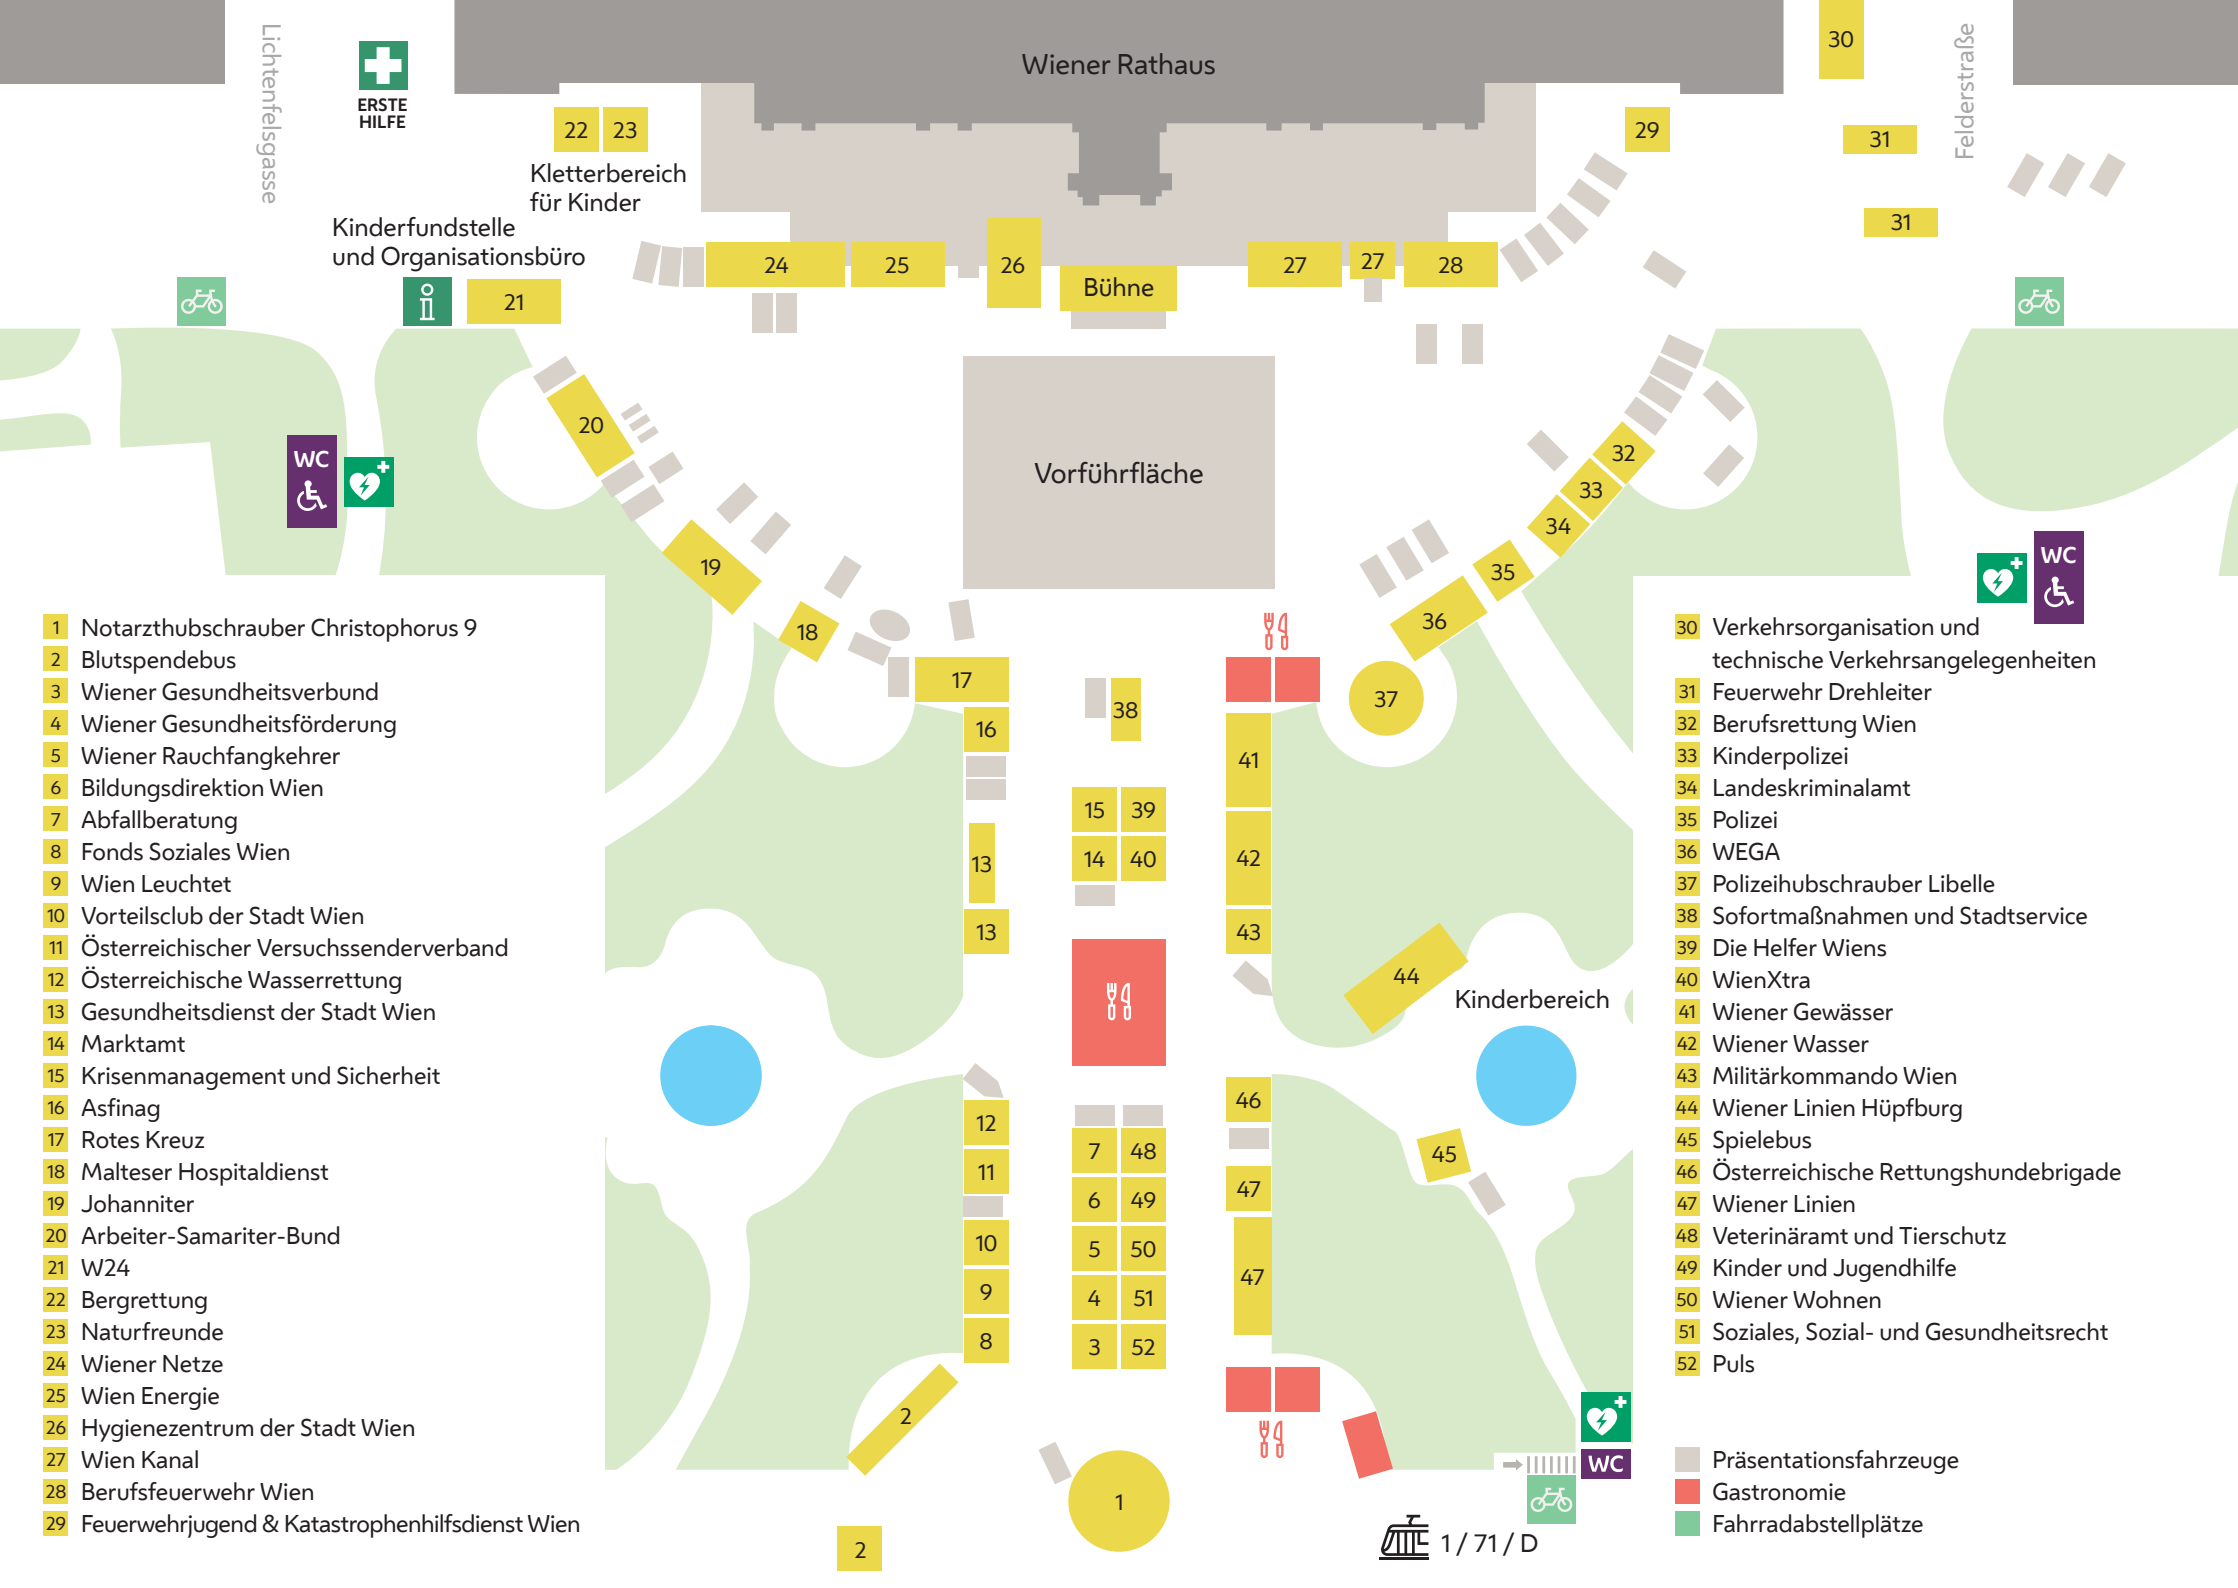 Lichtenfelsgasse
ERSTE
HILFE
Wiener Rathaus
30
Felderstraße
22
23
29
31
Kletterbereich
für Kinder
31
Kinderfundstelle
und Organisationsbüro
24
25
26
27
27
28
Bühne
21
20
WC
Vorführfläche
32
33
34
19
35
WC
18
36
17
37
16
38
41
15
39
14
40
13
42
13
43
44
Kinderbereich
12
46
7
48
45
11
6
49
47
10
5
50
9
4
51
47
8
3
52
2
1
2
WC
1 / 71 / D
1 Notarzthubschrauber Christophorus 9
2 Blutspendebus
3 Wiener Gesundheitsverbund
4 Wiener Gesundheitsförderung
5 Wiener Rauchfangkehrer
6 Bildungsdirektion Wien
7 Abfallberatung
8 Fonds Soziales Wien
9 Wien Leuchtet
10 Vorteilsclub der Stadt Wien
11 Österreichischer Versuchssenderverband
12 Österreichische Wasserrettung
13 Gesundheitsdienst der Stadt Wien
14 Marktamt
15 Krisenmanagement und Sicherheit
16 Asfinag
17 Rotes Kreuz
18 Malteser Hospitaldienst
19 Johanniter
20 Arbeiter-Samariter-Bund
21 W24
22 Bergrettung
23 Naturfreunde
24 Wiener Netze
25 Wien Energie
26 Hygienezentrum der Stadt Wien
27 Wien Kanal
28 Berufsfeuerwehr Wien
29 Feuerwehrjugend & Katastrophenhilfsdienst Wien
30 Verkehrsorganisation und
technische Verkehrsangelegenheiten
31 Feuerwehr Drehleiter
32 Berufsrettung Wien
33 Kinderpolizei
34 Landeskriminalamt
35 Polizei
36 WEGA
37 Polizeihubschrauber Libelle
38 Sofortmaßnahmen und Stadtservice
39 Die Helfer Wiens
40 WienXtra
41 Wiener Gewässer
42 Wiener Wasser
43 Militärkommando Wien
44 Wiener Linien Hüpfburg
45 Spielebus
46 Österreichische Rettungshundebrigade
47 Wiener Linien
48 Veterinäramt und Tierschutz
49 Kinder und Jugendhilfe
50 Wiener Wohnen
51 Soziales, Sozial- und Gesundheitsrecht
52 Puls
Präsentationsfahrzeuge
Gastronomie
Fahrradabstellplätze